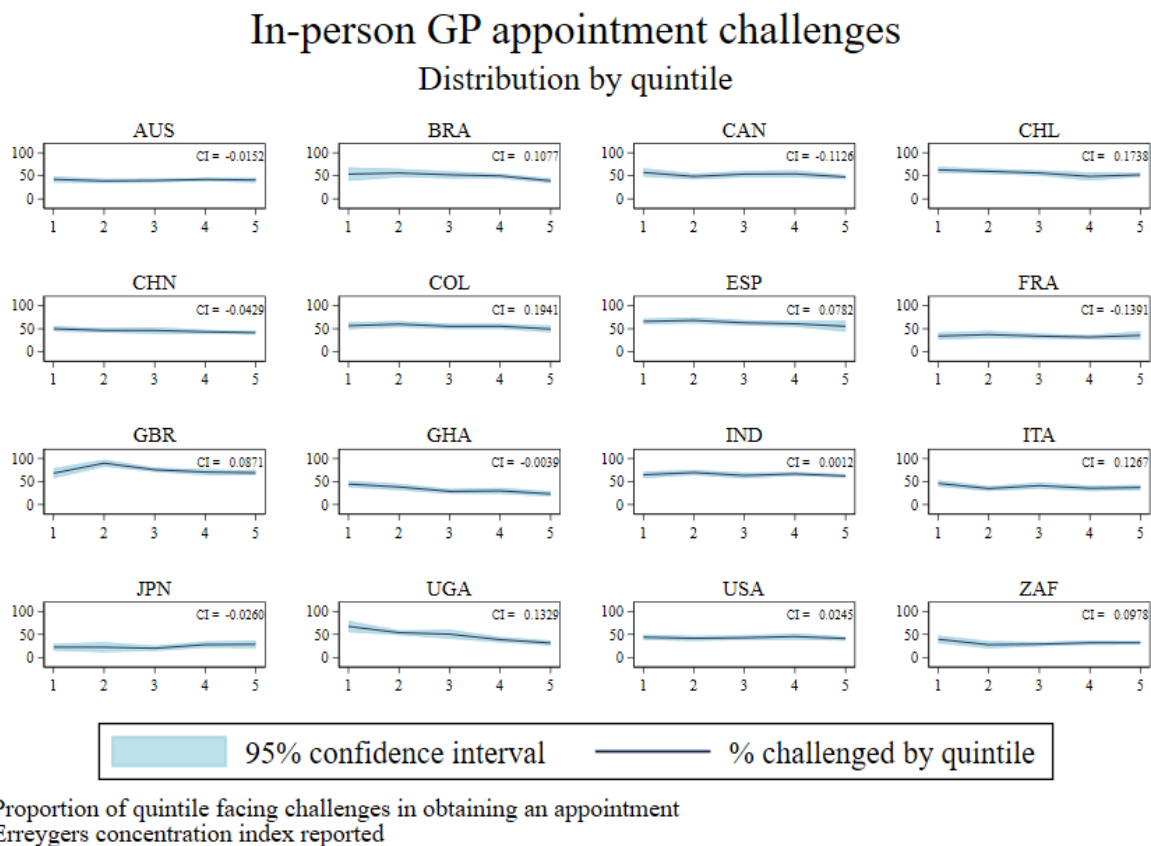 In-person GP appointment challenges
Distribution by quintile
AUS BRA CAN CHL
100 CI = -0.0152 100 CI = 0.1077 100 CI = -0.1126 100 CI = 0.1738
50 50 50 50
0 0 0 0
1 2 3 4 5 1 2 3 4 5 1 2 3 4 5 1 2 3 4 5
CHN COL ESP FRA
100 CI = -0.0429 100 CI = 0.1941 100 CI = 0.0782 100 CI = -0.1391
50 50 50 50
0 0 0 0
1 2 3 4 5 1 2 3 4 5 1 2 3 4 5 1 2 3 4 5
GBR GHA IND ITA
100 CI = 0.0871 100 CI = -0.0039 100 CI = 0.0012 100 CI = 0.1267
50 50 50 50
0 0 0 0
1 2 3 4 5 1 2 3 4 5 1 2 3 4 5 1 2 3 4 5
JPN UGA USA ZAF
100 CI = -0.0260 100 CI = 0.1329 100 CI = 0.0245 100 CI = 0.0978
50 50 50 50
0 0 0 0
1 2 3 4 5 1 2 3 4 5 1 2 3 4 5 1 2 3 4 5
95% confidence interval % challenged by quintile
Proportion of quintile facing challenges in obtaining an appointment
Erreygers concentration index reported